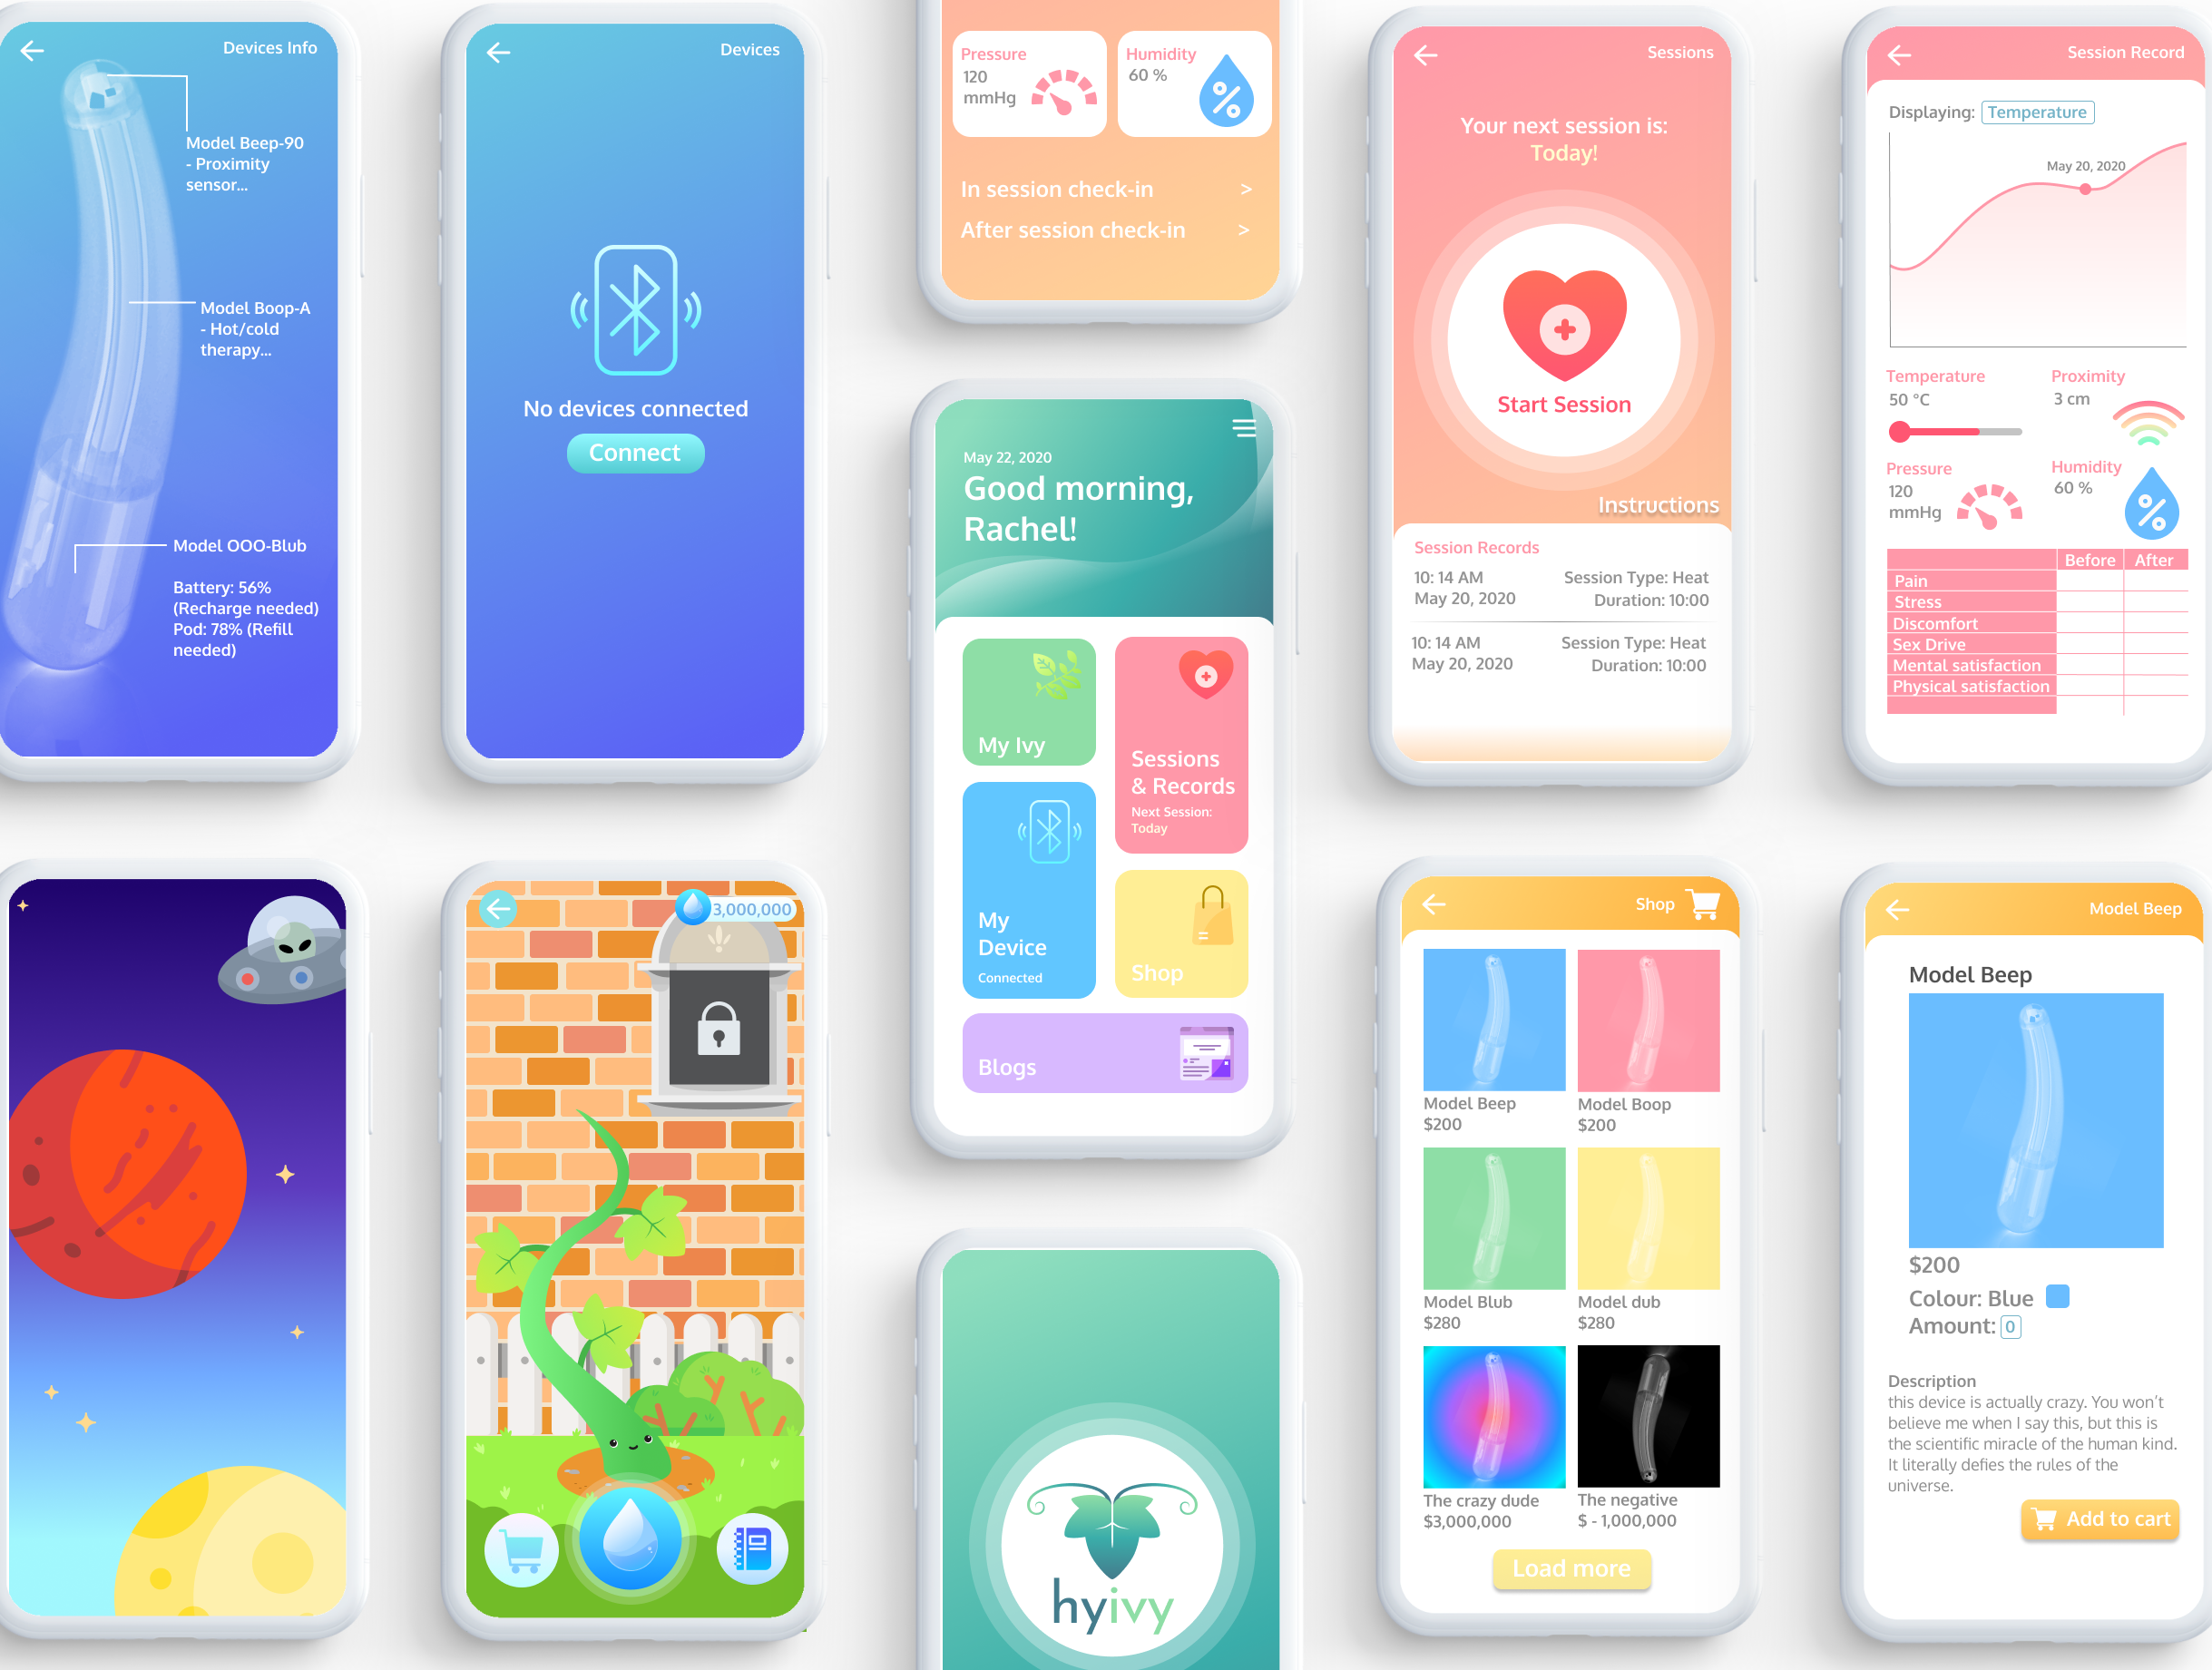 Devices Info
Model Beep-90
- Proximity
sensor...
Model Boop-A
- Hot/cold
therapy...
Model OOO-Blub
Battery: 56%
(Recharge needed)
Pod: 78% (Refill
needed)
Devices
No devices connected
Connect
Pressure
120
mmHg
Humidity
60 %
%
In session check-in >
After session check-in >
May 22, 2020
Good morning,
Rachel!
My Ivy
Sessions
& Records
Next Session:
Today
My
Device
Connected
Shop
Blogs
Sessions
Your next session is:
Today!
Start Session
Instructions
Session Records
10: 14 AM
May 20, 2020
Session Type: Heat
Duration: 10:00
10: 14 AM
May 20, 2020
Session Type: Heat
Duration: 10:00
Session Record
Displaying: Temperature
May 20, 2020
Temperature
50 °C
Proximity
3 cm
Pressure
120
mmHg
Humidity
60 %
%
Before After
Pain
Stress
Discomfort
Sex Drive
Mental satisfaction
Physical satisfaction
3,000,000
hyivy
Shop
Model Beep
$200
Model Boop
$200
Model Blub
$280
Model dub
$280
The crazy dude
$3,000,000
The negative
$ - 1,000,000
Load more
Model Beep
Model Beep
$200
Colour: Blue
Amount: 0
Description
this device is actually crazy. You won't
believe me when I say this, but this is
the scientific miracle of the human kind.
It literally defies the rules of the
universe.
Add to cart